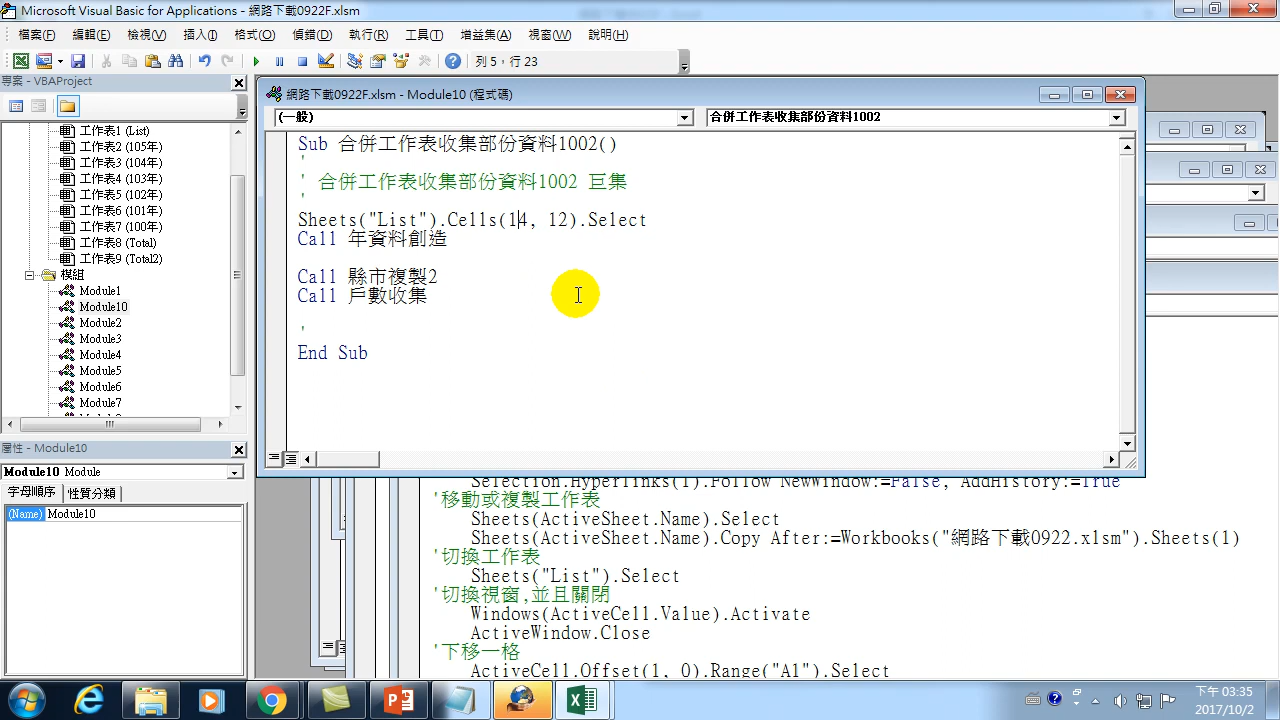 Microsoft Visual Basic for Applications - 網路下載0922F.xlsm
檔案(F) 編輯(E) 檢視(V) 插入(I) 格式(O) 偵錯(D) 執行(R) 工具(T) 增益集(A) 視窗(W) 說明(H)
列 5，行 23
專案 - VBAProject
工作表1 (List)
工作表2 (105年)
工作表3 (104年)
工作表4 (103年)
工作表5 (102年)
工作表6 (101年)
工作表7 (100年)
工作表8 (Total)
工作表9 (Total2)
模組
Module1
Module10
Module2
Module3
Module4
Module5
Module6
Module7
屬性 - Module10
Module10 Module
字母順序 性質分類
(Name) Module10
網路下載0922F.xlsm - Module10 (程式碼)
(一般) 合併工作表收集部份資料1002
Sub 合併工作表收集部份資料1002()
'
' 合併工作表收集部份資料1002 巨集
'
Sheets("List").Cells(14, 12).Select
Call 年資料創造
Call 縣市複製2
Call 戶數收集
'
End Sub
Selection.Hyperlinks(1).Follow NewWindow:=False, AddHistory:=True
'移動或複製工作表
Sheets(ActiveSheet.Name).Select
Sheets(ActiveSheet.Name).Copy After:=Workbooks("網路下載0922.xlsm").Sheets(1)
'切換工作表
Sheets("List").Select
'切換視窗,並且關閉
Windows(ActiveCell.Value).Activate
ActiveWindow.Close
'下移一格
ActiveCell.Offset(1, 0).Range("A1").Select
下午 03:35
2017/10/2